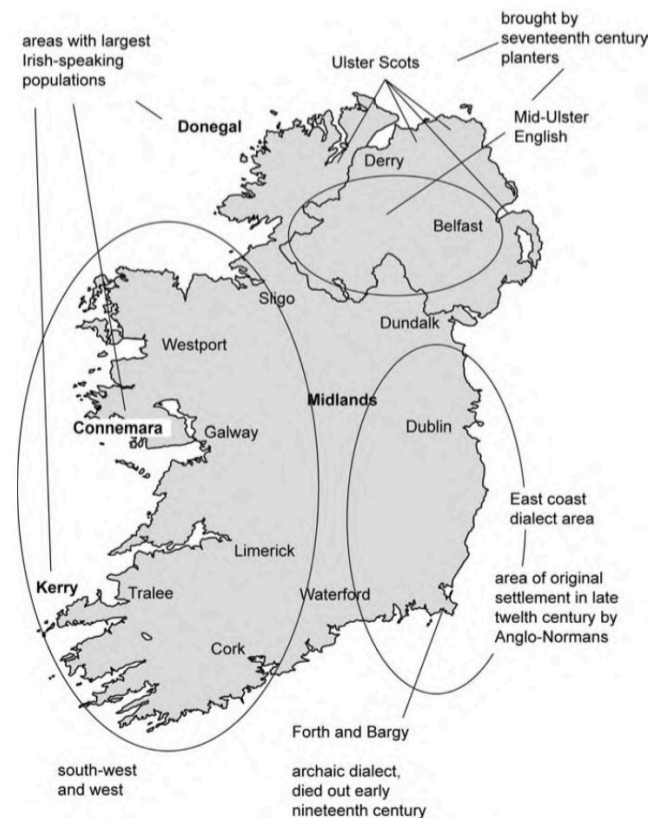 brought by
seventeenth century
planters
areas with largest
Irish-speaking
populations
Ulster Scots
Mid-Ulster
English
Donegal
Derry
Belfast
Sligo
Dundalk
Westport
Midlands
Connemara
Galway
Dublin
East coast
dialect area
Limerick
Kerry
Tralee
Waterford
area of original
settlement in late
twelth century by
Anglo-Normans
Cork
Forth and Bargy
south-west
and west
archaic dialect,
died out early
nineteenth century